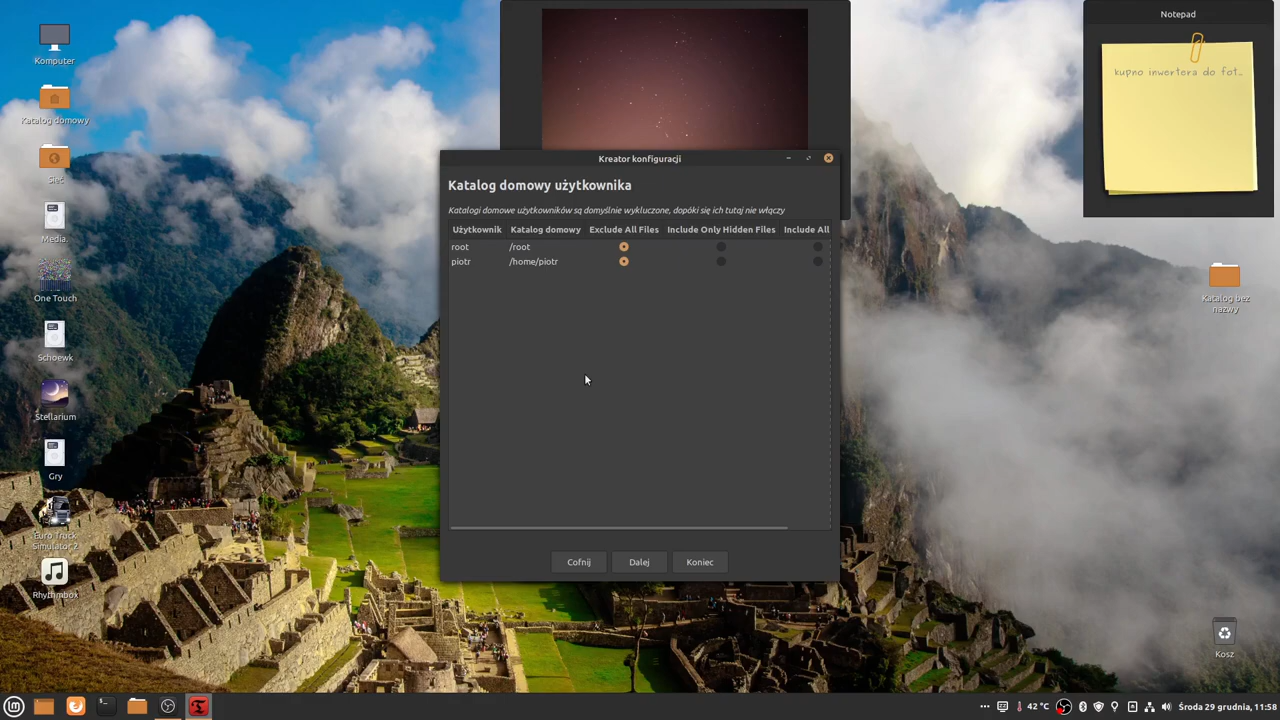 Komputer
Katalog domowy
Sieć
Media.
One Touch
Schoewk
Stellarium
Gry
Euro Truck
Simulator 2
Rhythmbox
Kreator konfiguracji
Katalog domowy użytkownika
Katalogi domowe użytkowników są domyślnie wykluczone, dopóki się ich tutaj nie włączy
Użytkownik Katalog domowy Exclude All Files Include Only Hidden Files Include All
root /root
piotr /home/piotr
Cofnij Dalej Koniec
Notepad
kupno inwertera do fot..
Katalog bez
nazwy
Kosz
42 °C Środa 29 grudnia, 11:58